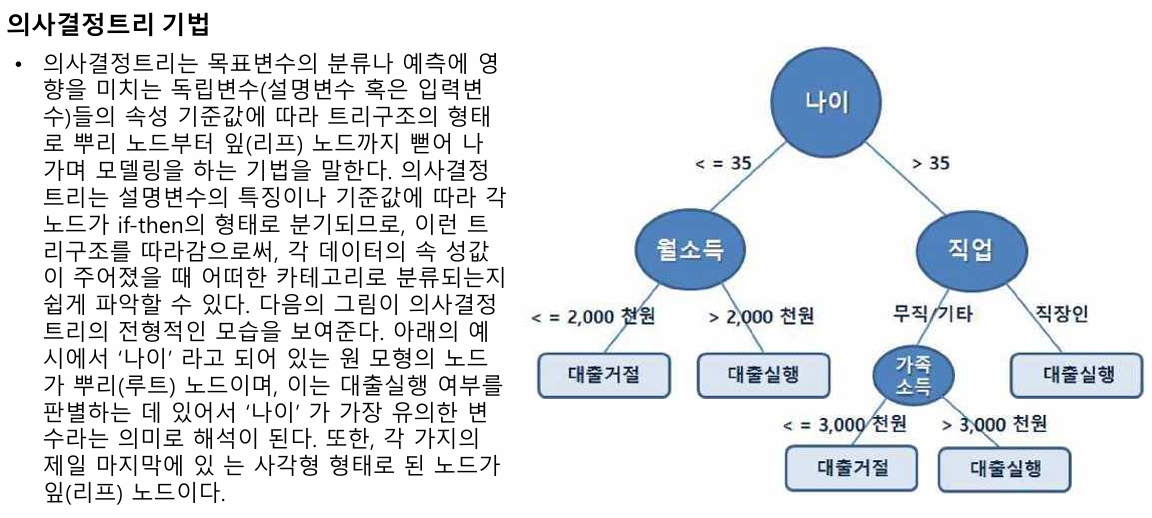 의사결정트리 기법
• 의사결정트리는 목표변수의 분류나 예측에 영
향을 미치는 독립변수(설명변수 혹은 입력변
수)들의 속성 기준값에 따라 트리구조의 형태
로 뿌리 노드부터 잎(리프) 노드까지 뻗어 나
가며 모델링을 하는 기법을 말한다. 의사결정
트리는 설명변수의 특징이나 기준값에 따라 각
노드가 if-then의 형태로 분기되므로, 이런 트
리구조를 따라감으로써, 각 데이터의 속 성값
이 주어졌을 때 어떠한 카테고리로 분류되는지
쉽게 파악할 수 있다. 다음의 그림이 의사결정
트리의 전형적인 모습을 보여준다. 아래의 예
시에서 ‘나이’ 라고 되어 있는 원 모형의 노드
가 뿌리(루트) 노드이며, 이는 대출실행 여부를
판별하는 데 있어서 ‘나이’ 가 가장 유의한 변
수라는 의미로 해석이 된다. 또한, 각 가지의
제일 마지막에 있 는 사각형 형태로 된 노드가
잎(리프) 노드이다.
나이
< = 35
> 35
월소득
직업
< = 2,000 천원
> 2,000 천원
무직/기타
직장인
대출거절
대출실행
가족
소득
대출실행
< = 3,000 천원
> 3,000 천원
대출거절
대출실행